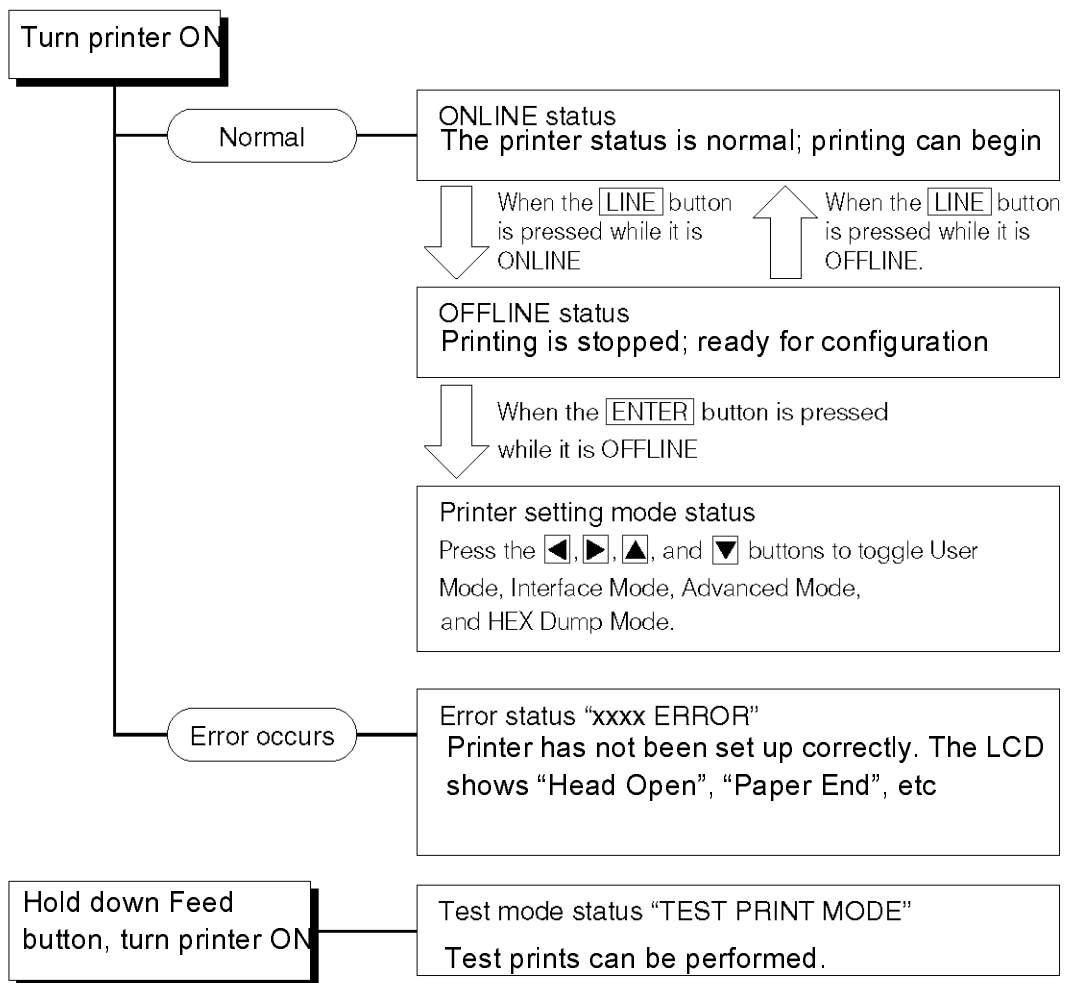 Turn printer ON
Normal
ONLINE status
The printer status is normal; printing can begin
When the LINE button
is pressed while it is
ONLINE
When the LINE button
is pressed while it is
OFFLINE.
OFFLINE status
Printing is stopped; ready for configuration
When the ENTER button is pressed
while it is OFFLINE
Printer setting mode status
Press the ◀, ▶, ▲, and ▼ buttons to toggle User
Mode, Interface Mode, Advanced Mode,
and HEX Dump Mode.
Error occurs
Error status “xxxx ERROR”
Printer has not been set up correctly. The LCD
shows “Head Open”, “Paper End”, etc
Hold down Feed
button, turn printer ON
Test mode status “TEST PRINT MODE”
Test prints can be performed.